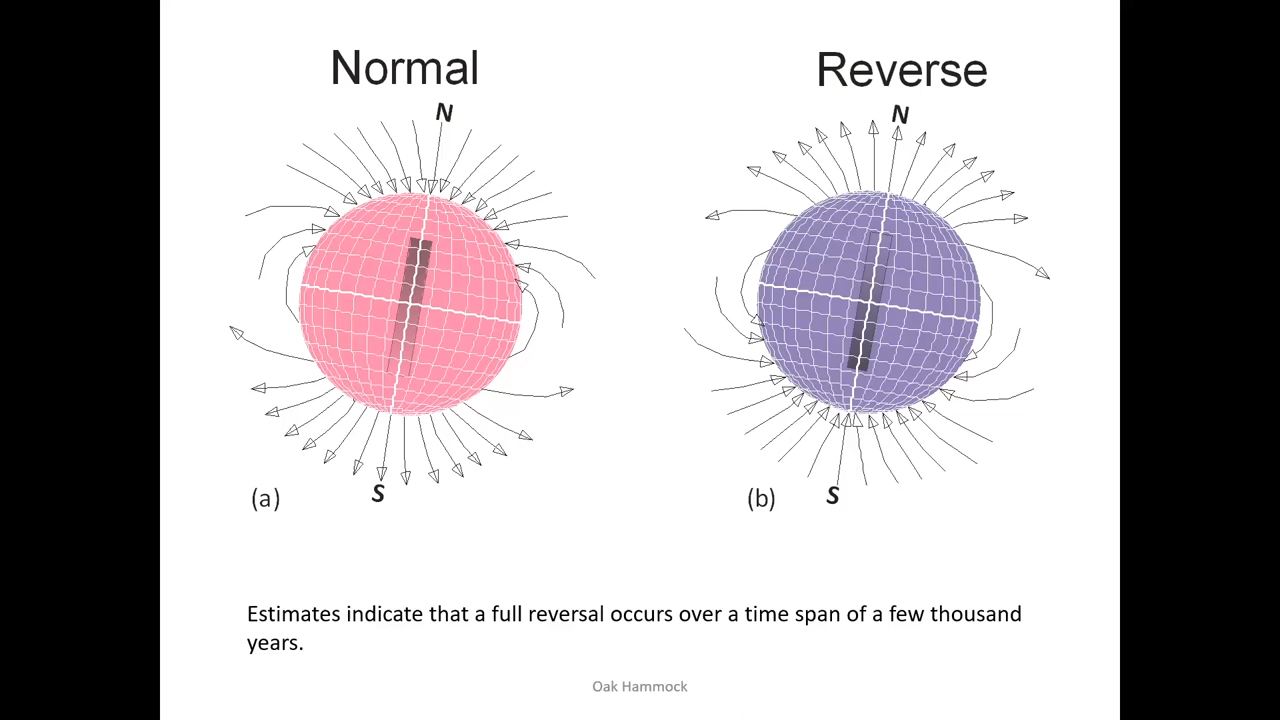 Normal
Reverse
N
N
S
S
(a)
(b)
Estimates indicate that a full reversal occurs over a time span of a few thousand
years.
Oak Hammock